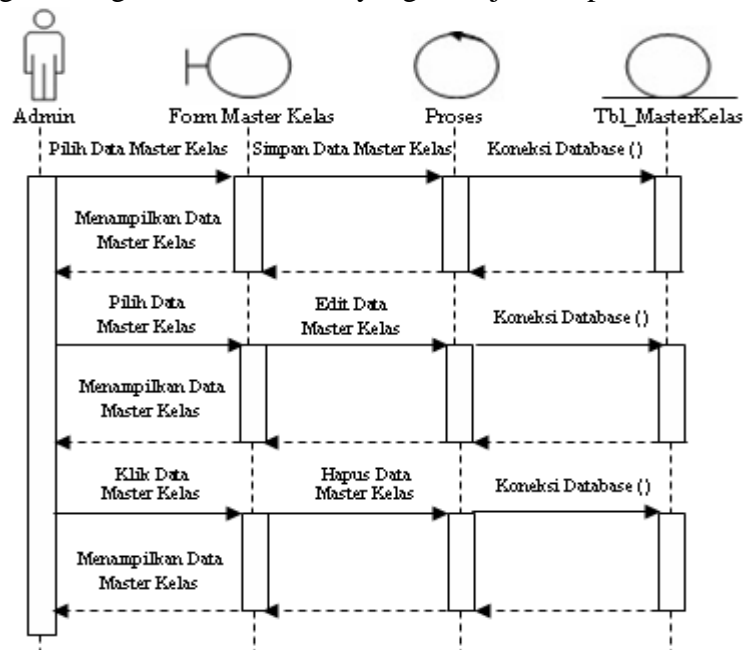 Admin
Form Master Kelas
Proses
Tbl_MasterKelas
Pilih Data Master Kelas
Simpan Data Master Kelas
Koneksi Database ()
Menampilkan Data
Master Kelas
Pilih Data
Master Kelas
Edit Data
Master Kelas
Koneksi Database ()
Menampilkan Data
Master Kelas
Klik Data
Master Kelas
Hapus Data
Master Kelas
Koneksi Database ()
Menampilkan Data
Master Kelas